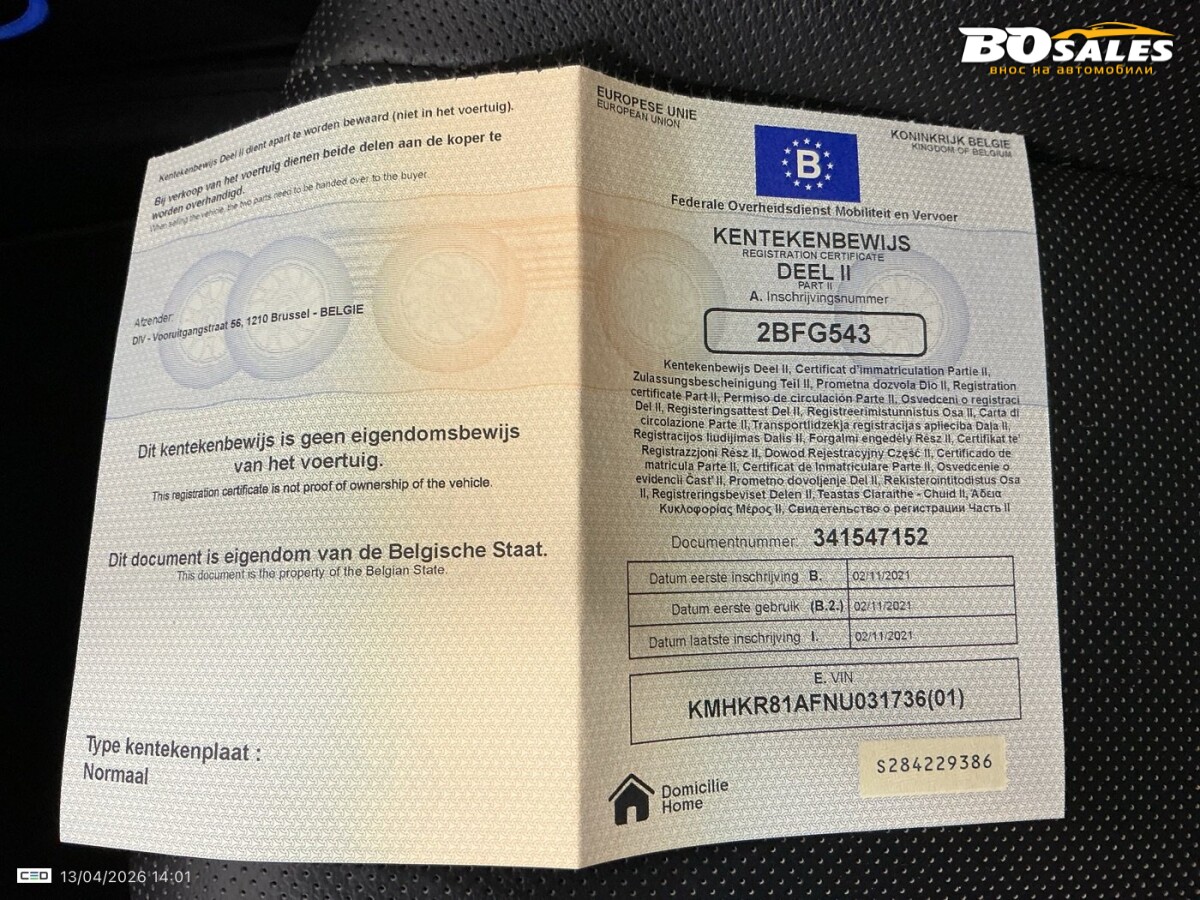 BOSALES
внос на автомобили
Kentekenbewijs Deel II dient apart te worden bewaard (niet in het voertuig).
Bij verkoop van het voertuig dienen beide delen aan de koper te
worden overhandigd.
When selling the vehicle, the two parts need to be handed over to the buyer.
Afzender:
DIV - Vooruitgangstraat 56, 1210 Brussel - BELGIE
Dit kentekenbewijs is geen eigendomsbewijs
van het voertuig.
This registration certificate is not proof of ownership of the vehicle.
Dit document is eigendom van de Belgische Staat.
This document is the property of the Belgian State.
Type kentekenplaat :
Normaal
EUROPESE UNIE
EUROPEAN UNION
B
KONINKRIJK BELGIE
KINGDOM OF BELGIUM
Federale Overheidsdienst Mobiliteit en Vervoer
KENTEKENBEWIJS
REGISTRATION CERTIFICATE
DEEL II
PART II
A. Inschrijvingsnummer
2BFG543
Kentekenbewijs Deel II, Certificat d'immatriculation Partie II,
Zulassungsbescheinigung Teil II, Prometna dozvola Dio II, Registration
certificate Part II, Permiso de circulación Parte II, Osvedceni o registraci
Del II, Registeringsattest Del II, Registreerimistunnistus Osa II, Carta di
circolazione Parte II, Transportlidzekja registracijas aplieciba Daļa II,
Registracijos liudijimas Dalis II, Forgalmi engedély Rész II, Certifikat te'
Registrazzjoni Rész II, Dowod Rejestracyjny Część II, Certificado de
matricula Parte II, Certificat de Inmatriculare Parte II, Osvedcenie o
evidencii Čast' II, Prometno dovoljenje Del II, Rekisterointitodistus Osa
II, Registreringsbeviset Delen II, Teastas Claraithe - Chuid II, Άδεια
Κυκλοφορίας Μέρος II, Свидетельство о регистрации Часть II
Documentnummer: 341547152
Datum eerste inschrijving B. 02/11/2021
Datum eerste gebruik (B.2.) 02/11/2021
Datum laatste inschrijving I. 02/11/2021
E. VIN
KMHKR81AFNU031736(01)
S284229386
Domicilie
Home
CEO 13/04/2026 14:01